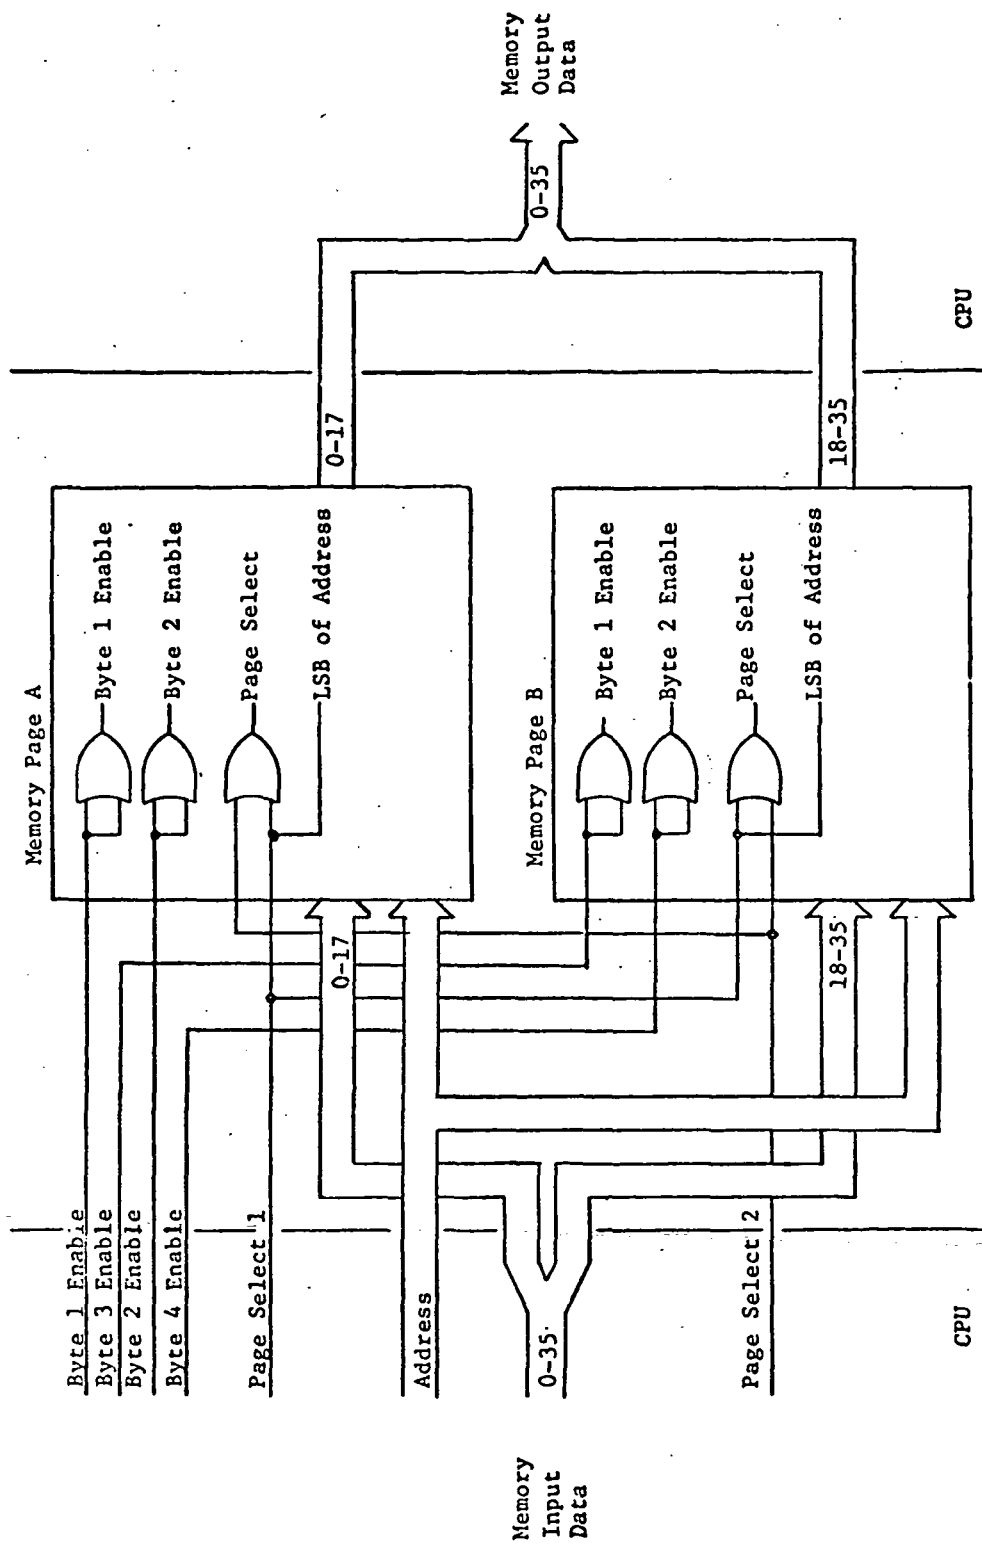 Memory
Input
Data
0-35
Byte 1 Enable
Byte 3 Enable
Byte 2 Enable
Byte 4 Enable
Page Select 1
Address
Page Select 2
CPU
0-17
18-35
Memory Page A
Byte 1 Enable
Byte 2 Enable
Page Select
LSB of Address
Memory Page B
Byte 1 Enable
Byte 2 Enable
Page Select
LSB of Address
0-17
18-35
CPU
0-35
Memory
Output
Data